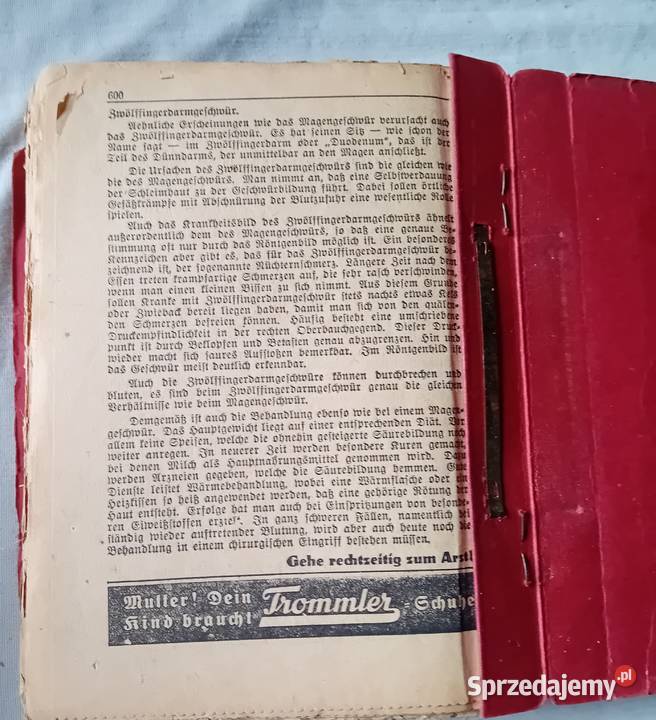 600
Zwölffingerdarmgeschwür.
Aehnliche Erscheinungen wie das Magengeschwür verursacht auch
das Zwölffingerdarmgeschwür. Es hat seinen Sitz — wie schon der
Name sagt — im Zwölffingerdarm oder „Duodenum“, das ist der
Teil des Dünndarms, der unmittelbar an den Magen anschließt.
Die Ursachen des Zwölffingerdarmgeschwürs sind die gleichen wie
die des Magengeschwürs. Man nimmt an, daß eine Selbstverdauung
der Schleimhaut zu der Geschwürbildung führt. Dabei sollen örtliche
Gefäßkrämpfe mit Abschnürung der Blutzufuhr eine wesentliche Rolle
spielen.
Auch das Krankheitsbild des Zwölffingerdarmgeschwürs ähnelt
außerordentlich dem des Magengeschwürs, so daß eine genaue Be-
stimmung oft nur durch das Röntgenbild möglich ist. Ein besonderes
Kennzeichen aber gibt es, das für das Zwölffingerdarmgeschwür be-
zeichnend ist, der sogenannte Nüchternschmerz. Längere Zeit nach dem
Essen treten krampfartige Schmerzen auf, die sehr rasch verschwinden,
wenn man einen kleinen Bissen zu sich nimmt. Aus diesem Grunde
sollen Kranke mit Zwölffingerdarmgeschwür stets nachts etwas Keks
oder Zwieback bereit liegen haben, damit man sich von den quälen-
den Schmerzen befreien können. Häufig besteht eine umschriebene
Druckempfindlichkeit in der rechten Oberbauchgegend. Dieser Druck-
punkt ist durch Beklopfen und Betasten genau abzugrenzen. Hin und
wieder macht sich saures Aufstoßen bemerkbar. Im Röntgenbild ist
das Geschwür meist deutlich erkennbar.
Auch die Zwölffingerdarmgeschwüre können durchbrechen und
bluten, es sind beim Zwölffingerdarmgeschwür genau die gleichen
Verhältnisse wie beim Magengeschwür.
Demgemäß ist auch die Behandlung ebenso wie bei einem Magen-
geschwür. Das Hauptgewicht liegt auf einer entsprechenden Diät. Vor
allem keine Speisen, welche die ohnehin gesteigerte Säurebildung noch
weiter anregen. In neuerer Zeit werden besondere Kuren gemacht,
bei denen Milch als Hauptnahrungsmittel genommen wird. Dazu
werden Arzneien gegeben, welche die Säurebildung hemmen. Gute
Dienste leistet Wärmebehandlung, wobei eine Wärmflasche oder ein
Heizkissen so heiß angewendet werden, daß eine gehörige Rötung der
Haut entsteht. Erfolge hat man auch bei Einspritzungen von besonde-
ren Eiweißstoffen erziel. In ganz schweren Fällen, namentlich bei
ständig wieder auftretender Blutung, wird aber auch heute noch die
Behandlung in einem chirurgischen Eingriff bestehen müssen.
Gehe rechtzeitig zum Arzt!
Mutter! Dein
Kind braucht Trommler - Schuhe
Sprzedajemy.pl